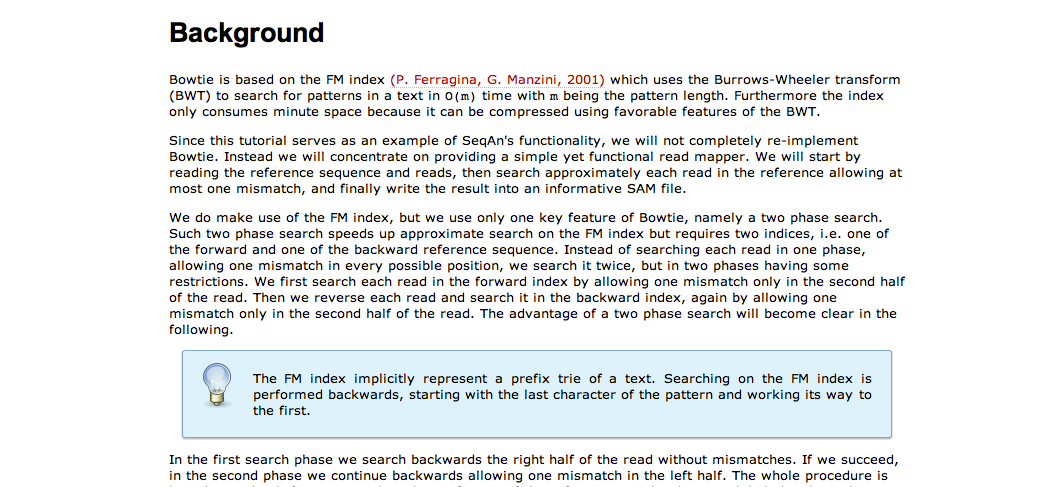 Background
Bowtie is based on the FM index (P. Ferragina, G. Manzini, 2001) which uses the Burrows-Wheeler transform
(BWT) to search for patterns in a text in O(m) time with m being the pattern length. Furthermore the index
only consumes minute space because it can be compressed using favorable features of the BWT.
Since this tutorial serves as an example of SeqAn's functionality, we will not completely re-implement
Bowtie. Instead we will concentrate on providing a simple yet functional read mapper. We will start by
reading the reference sequence and reads, then search approximately each read in the reference allowing at
most one mismatch, and finally write the result into an informative SAM file.
We do make use of the FM index, but we use only one key feature of Bowtie, namely a two phase search.
Such two phase search speeds up approximate search on the FM index but requires two indices, i.e. one of
the forward and one of the backward reference sequence. Instead of searching each read in one phase,
allowing one mismatch in every possible position, we search it twice, but in two phases having some
restrictions. We first search each read in the forward index by allowing one mismatch only in the second half
of the read. Then we reverse each read and search it in the backward index, again by allowing one
mismatch only in the second half of the read. The advantage of a two phase search will become clear in the
following.
The FM index implicitly represent a prefix trie of a text. Searching on the FM index is
performed backwards, starting with the last character of the pattern and working its way to
the first.
In the first search phase we search backwards the right half of the read without mismatches. If we succeed,
in the second phase we continue backwards allowing one mismatch in the left half. The whole procedure is